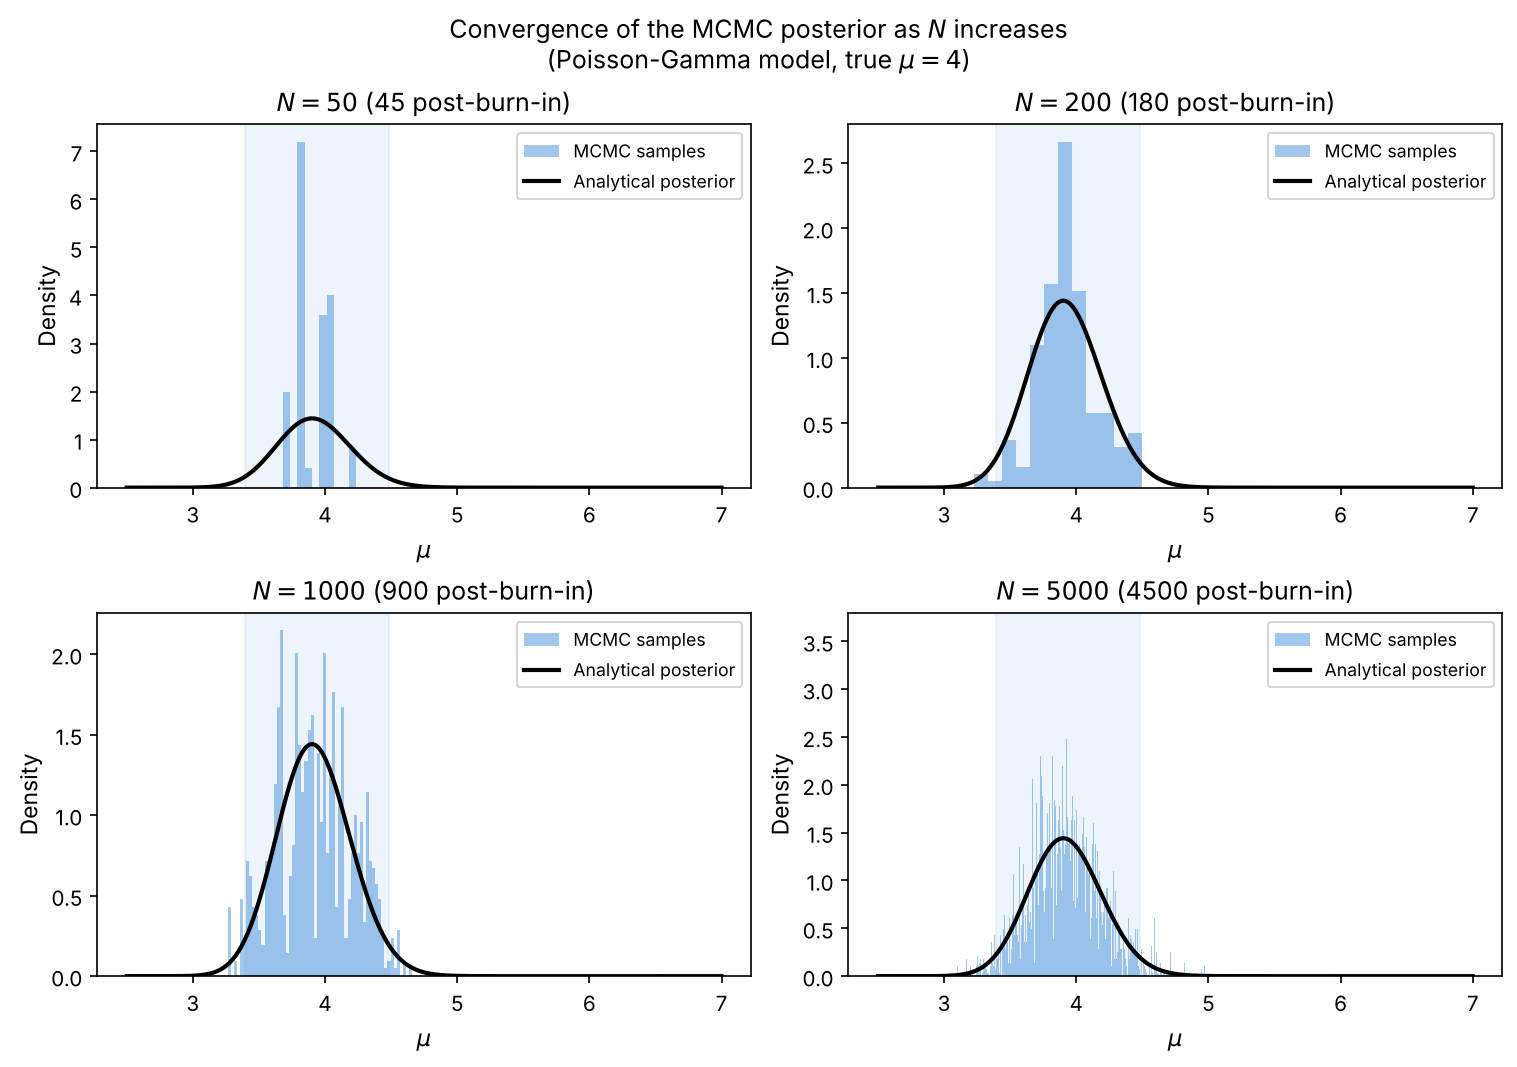 Convergence of the MCMC posterior as N increases
(Poisson-Gamma model, true μ = 4)
N = 50 (45 post-burn-in)
7
6
5
4
3
2
1
0
Density
MCMC samples
Analytical posterior
3 4 5 6 7
μ
N = 200 (180 post-burn-in)
2.5
2.0
1.5
1.0
0.5
0.0
Density
MCMC samples
Analytical posterior
3 4 5 6 7
μ
N = 1000 (900 post-burn-in)
2.0
1.5
1.0
0.5
0.0
Density
MCMC samples
Analytical posterior
3 4 5 6 7
μ
N = 5000 (4500 post-burn-in)
3.5
3.0
2.5
2.0
1.5
1.0
0.5
0.0
Density
MCMC samples
Analytical posterior
3 4 5 6 7
μ